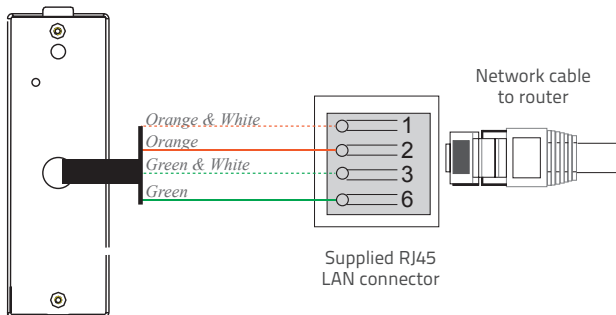 Network cable
to router
Orange & White
1
Orange
2
Green & White
3
Green
6
Supplied RJ45
LAN connector